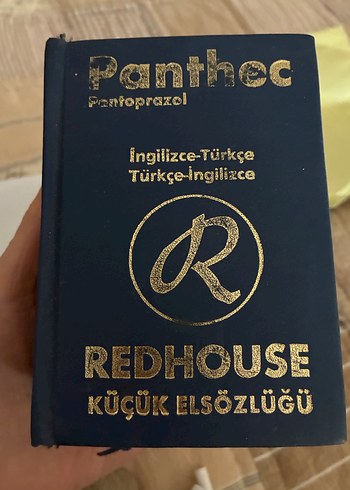 Panthec
Pantoprazol
İngilizce-Türkçe
Türkçe-İngilizce
R
REDHOUSE
KÜÇÜK ELSÖZLÜĞÜ